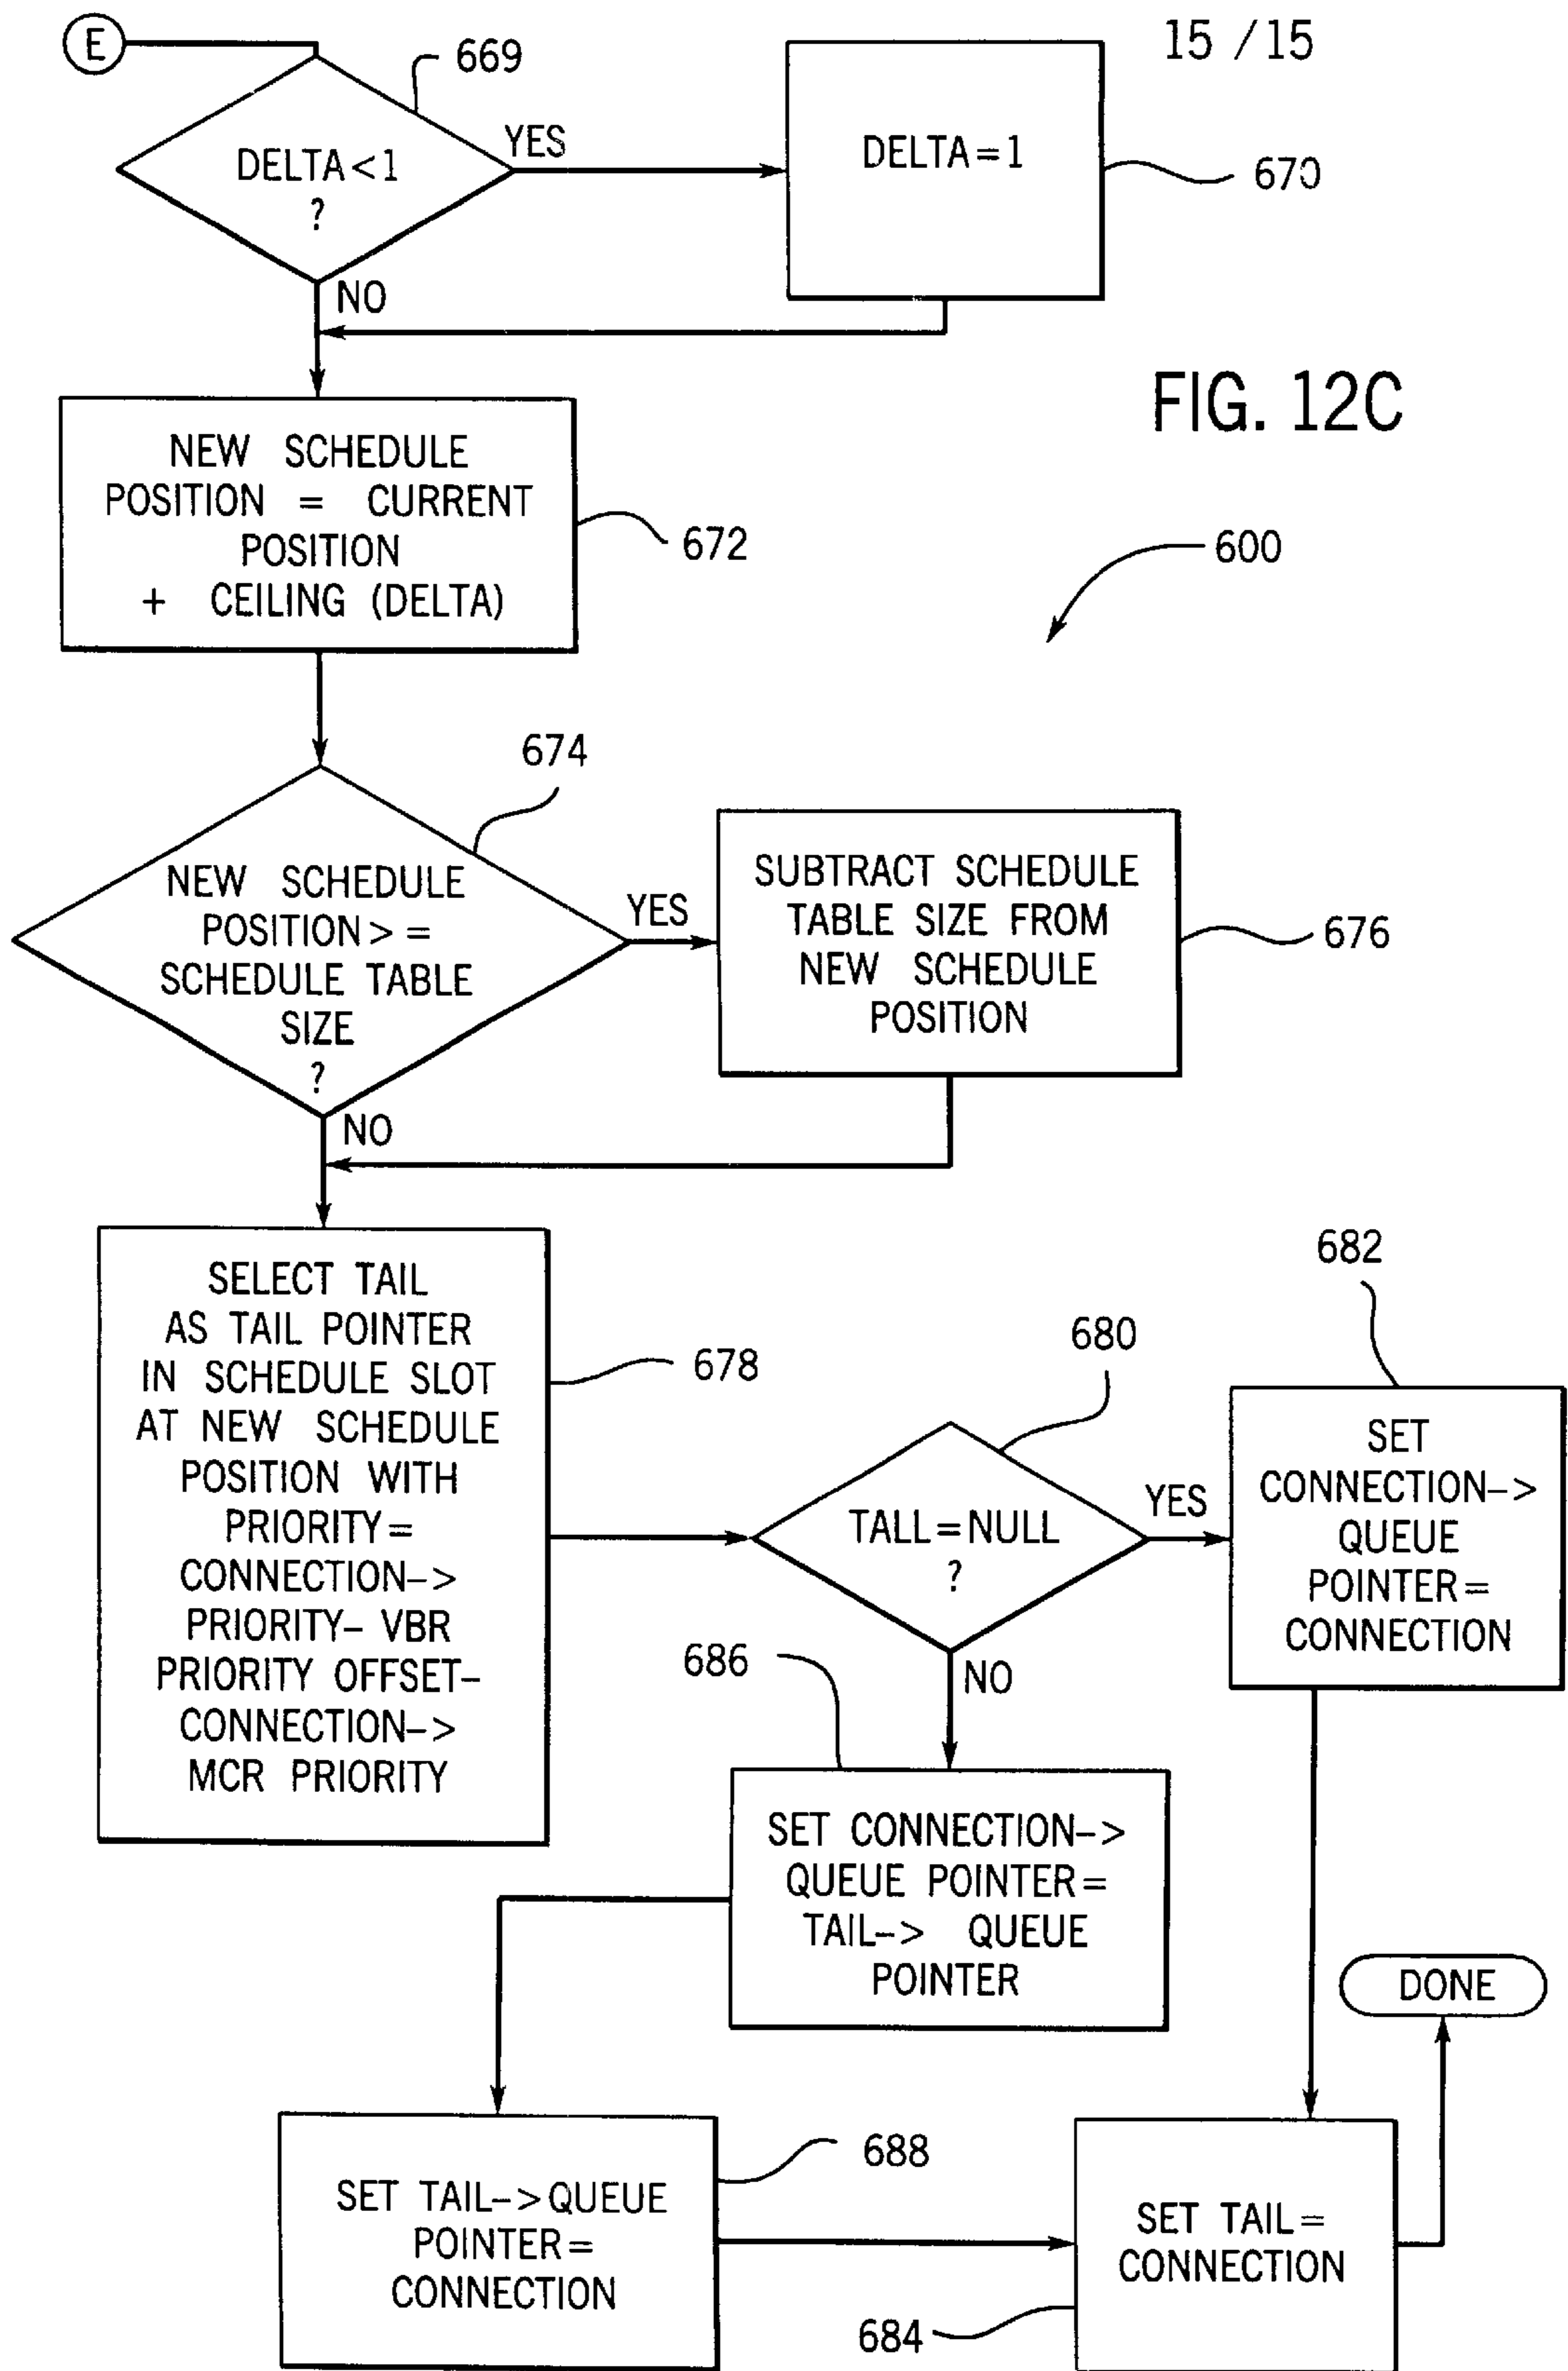 E
669
15 /15
DELTA<1
?
YES
DELTA=1
670
NO
FIG. 12C
NEW SCHEDULE
POSITION = CURRENT
POSITION
+ CEILING (DELTA)
672
600
674
NEW SCHEDULE
POSITION>=
SCHEDULE TABLE
SIZE
?
YES
SUBTRACT SCHEDULE
TABLE SIZE FROM
NEW SCHEDULE
POSITION
676
NO
SELECT TAIL
AS TAIL POINTER
IN SCHEDULE SLOT
AT NEW SCHEDULE
POSITION WITH
PRIORITY=
CONNECTION->
PRIORITY- VBR
PRIORITY OFFSET-
CONNECTION->
MCR PRIORITY
678
680
TALL=NULL
?
YES
682
SET
CONNECTION->
QUEUE
POINTER=
CONNECTION
NO
686
SET CONNECTION->
QUEUE POINTER=
TAIL-> QUEUE
POINTER
DONE
SET TAIL->QUEUE
POINTER=
CONNECTION
688
SET TAIL=
CONNECTION
684